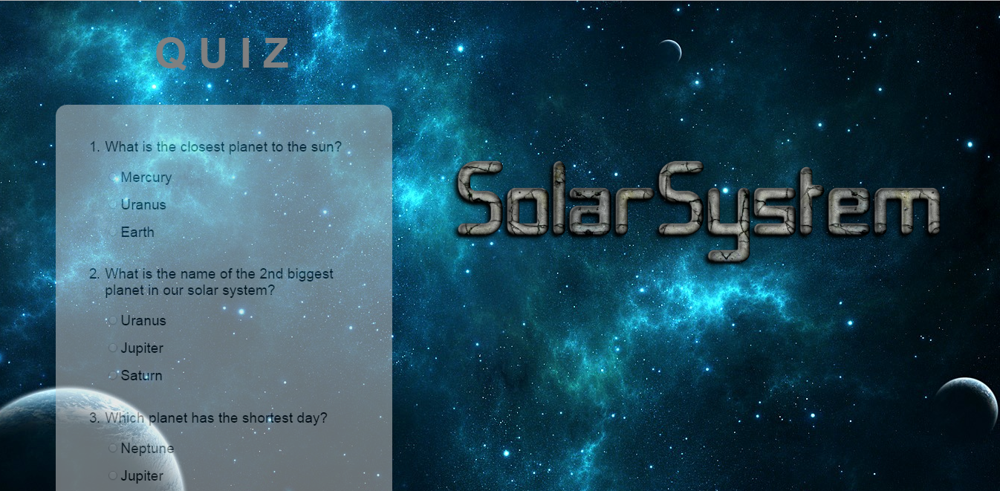 QUIZ
1. What is the closest planet to the sun?
Mercury
Uranus
Earth
2. What is the name of the 2nd biggest
planet in our solar system?
Uranus
Jupiter
Saturn
3. Which planet has the shortest day?
Neptune
Jupiter
Solar System